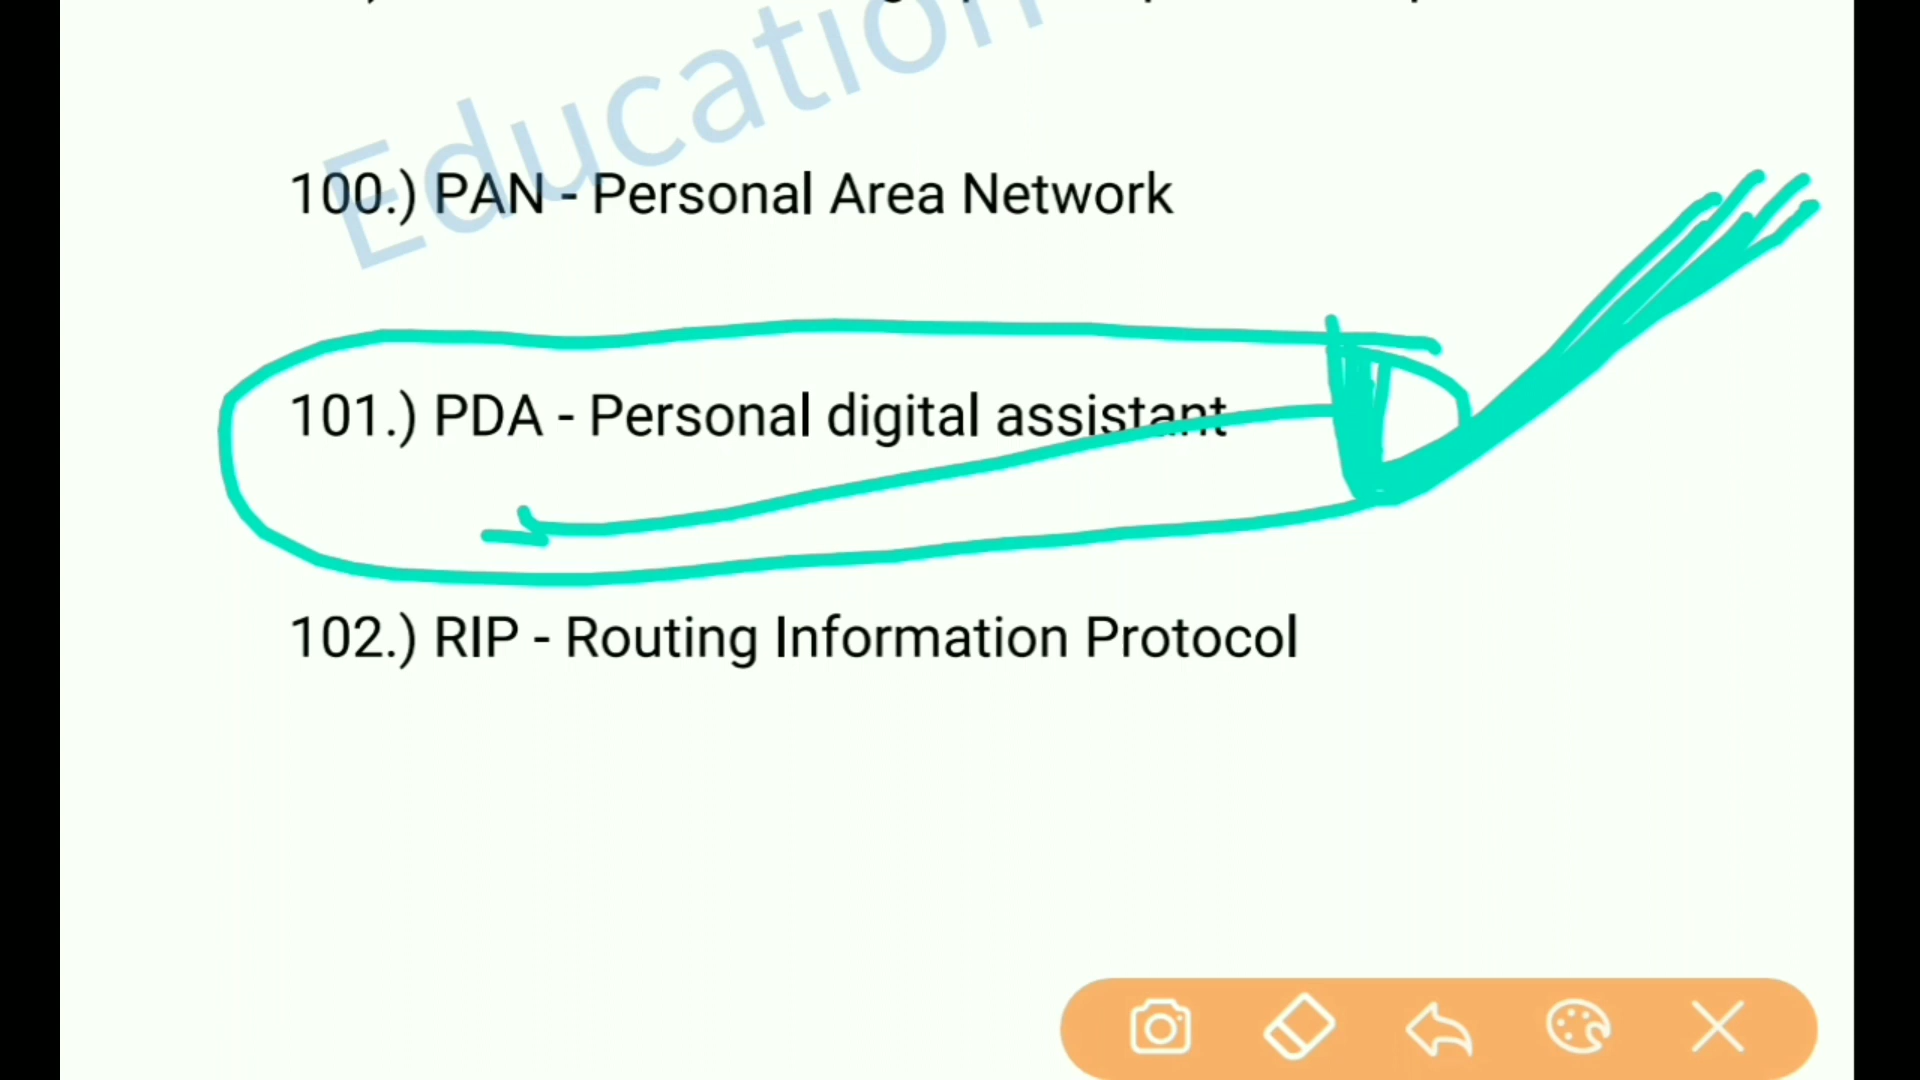 Education
100.) PAN - Personal Area Network
101.) PDA - Personal digital assistant
102.) RIP - Routing Information Protocol